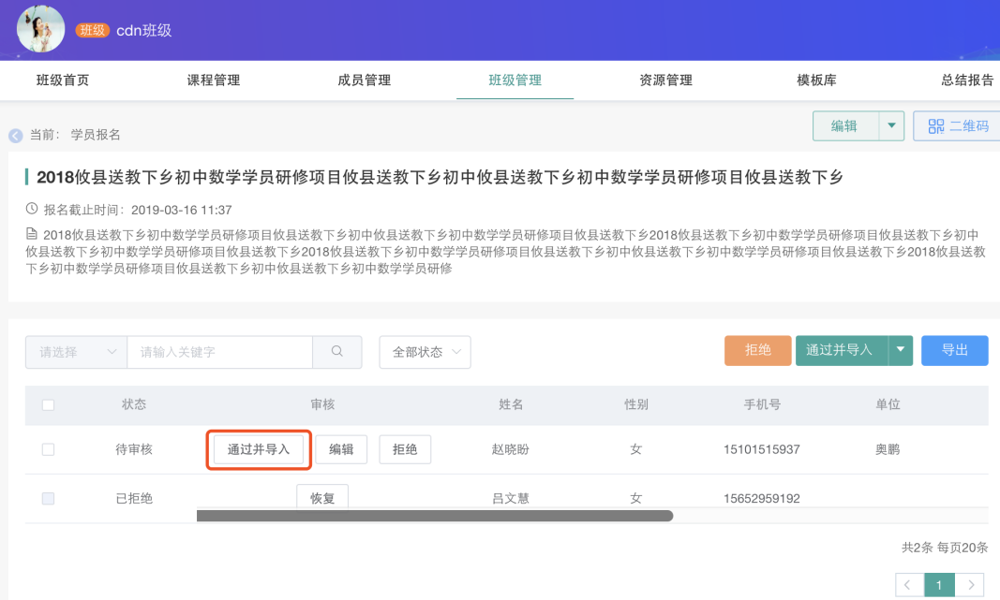 班级 cdn班级
班级首页 课程管理 成员管理 班级管理 资源管理 模板库 总结报告
当前： 学员报名 编辑 二维码
2018攸县送教下乡初中数学学员研修项目攸县送教下乡初中攸县送教下乡初中数学学员研修项目攸县送教下乡
报名截止时间：2019-03-16 11:37
2018攸县送教下乡初中数学学员研修项目攸县送教下乡初中攸县送教下乡初中数学学员研修项目攸县送教下乡2018攸县送教下乡初中数学学员研修项目攸县送教下乡初中
攸县送教下乡初中数学学员研修项目攸县送教下乡2018攸县送教下乡初中数学学员研修项目攸县送教下乡初中攸县送教下乡初中数学学员研修项目攸县送教下乡2018攸县送教
下乡初中数学学员研修项目攸县送教下乡初中攸县送教下乡初中数学学员研修
请选择 请输入关键字 全部状态 拒绝 通过并导入 导出
状态 审核 姓名 性别 手机号 单位
待审核 通过并导入 编辑 拒绝 赵晓盼 女 15101515937 奥鹏
已拒绝 恢复 吕文慧 女 15652959192
共2条 每页20条
1